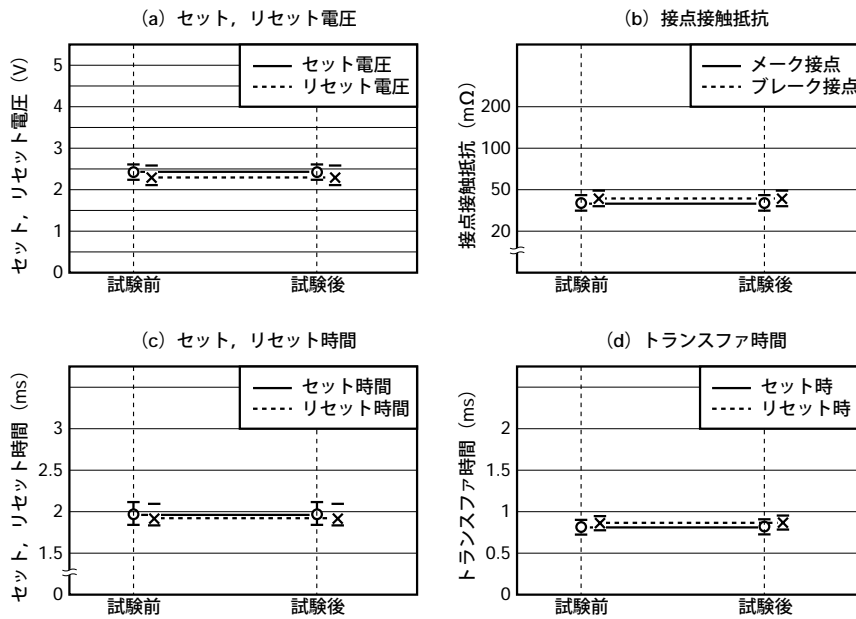 (a) セット，リセット電圧
セット，リセット電圧（V）
5
4
3
2
1
0
セット電圧
リセット電圧
試験前
試験後
(b) 接点接触抵抗
接点接触抵抗（mΩ）
200
100
50
20
メーク接点
ブレーク接点
試験前
試験後
(c) セット，リセット時間
セット，リセット時間（ms）
3
2.5
2
1.5
0
セット時間
リセット時間
試験前
試験後
(d) トランスファ時間
トランスファ時間（ms）
2
1.5
1
0.5
0
セット時
リセット時
試験前
試験後